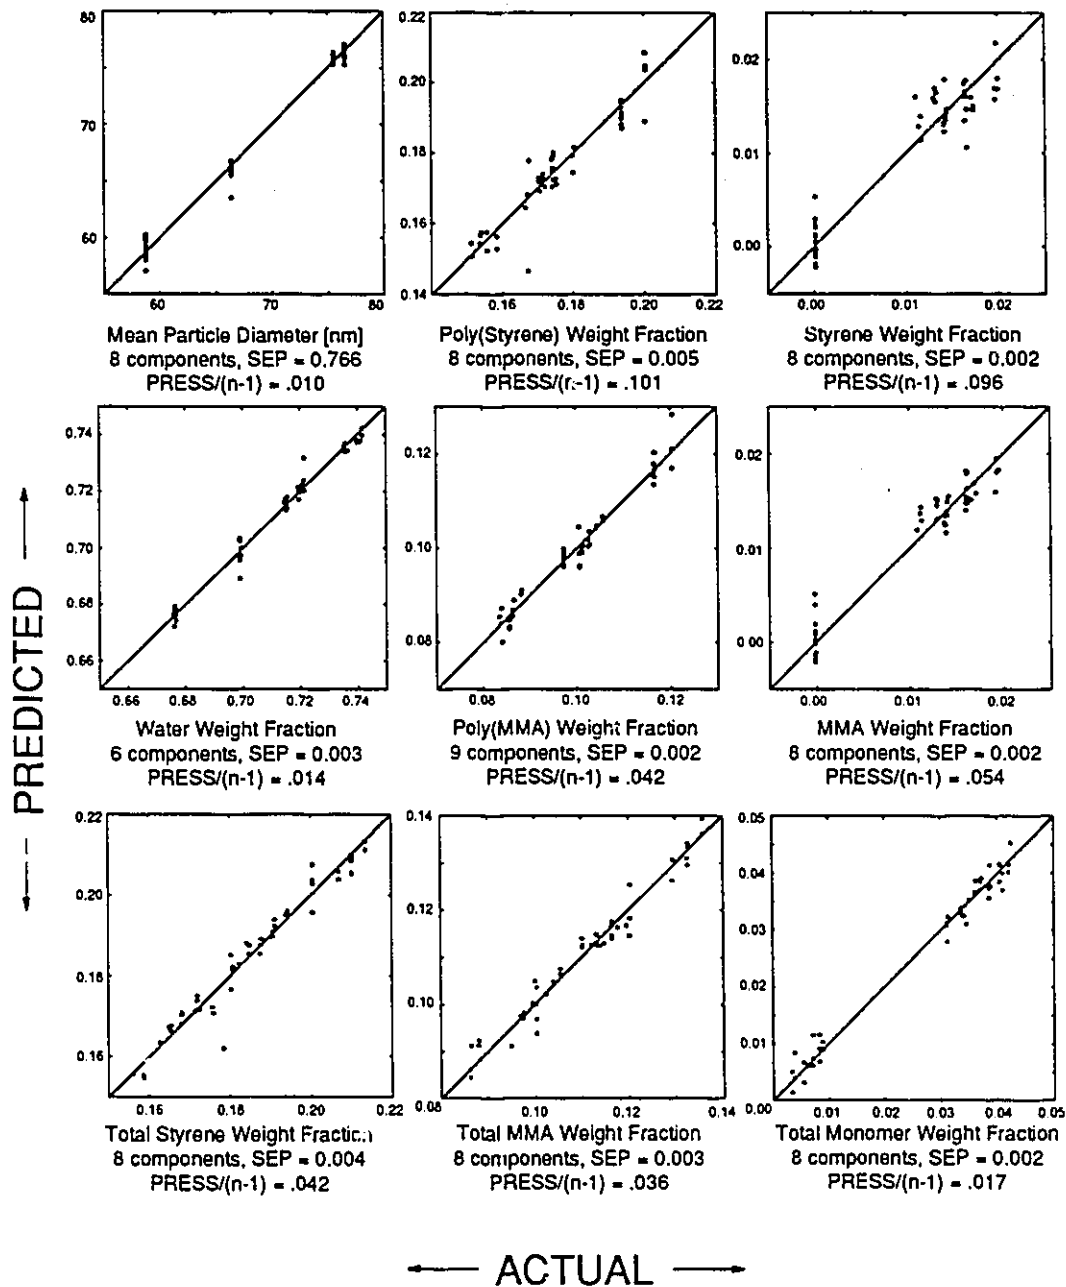 80
70
60
60
70
80
Mean Particle Diameter [nm]
8 components, SEP = 0.766
PRESS/(n-1) = .010
0.22
0.20
0.18
0.16
0.14
0.16
0.18
0.20
0.22
Poly(Styrene) Weight Fraction
8 components, SEP = 0.005
PRESS/(n-1) = .101
0.02
0.01
0.00
0.00
0.01
0.02
Styrene Weight Fraction
8 components, SEP = 0.002
PRESS/(n-1) = .096
0.74
0.72
0.70
0.68
0.66
0.66
0.68
0.70
0.72
0.74
Water Weight Fraction
6 components, SEP = 0.003
PRESS/(n-1) = .014
0.12
0.10
0.08
0.08
0.10
0.12
Poly(MMA) Weight Fraction
9 components, SEP = 0.002
PRESS/(n-1) = .042
0.02
0.01
0.00
0.00
0.01
0.02
MMA Weight Fraction
8 components, SEP = 0.002
PRESS/(n-1) = .054
0.22
0.20
0.18
0.16
0.16
0.18
0.20
0.22
Total Styrene Weight Fraction
8 components, SEP = 0.004
PRESS/(n-1) = .042
0.14
0.12
0.10
0.08
0.10
0.12
0.14
Total MMA Weight Fraction
8 components, SEP = 0.003
PRESS/(n-1) = .036
0.05
0.04
0.03
0.02
0.01
0.00
0.01
0.02
0.03
0.04
0.05
Total Monomer Weight Fraction
8 components, SEP = 0.002
PRESS/(n-1) = .017
PREDICTED
ACTUAL